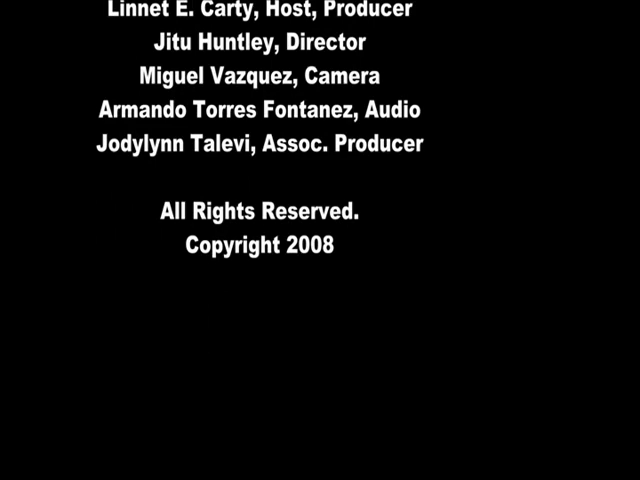 Linnet E. Carty, Host, Producer
Jitu Huntley, Director
Miguel Vazquez, Camera
Armando Torres Fontanez, Audio
Jodylynn Talevi, Assoc. Producer
All Rights Reserved.
Copyright 2008